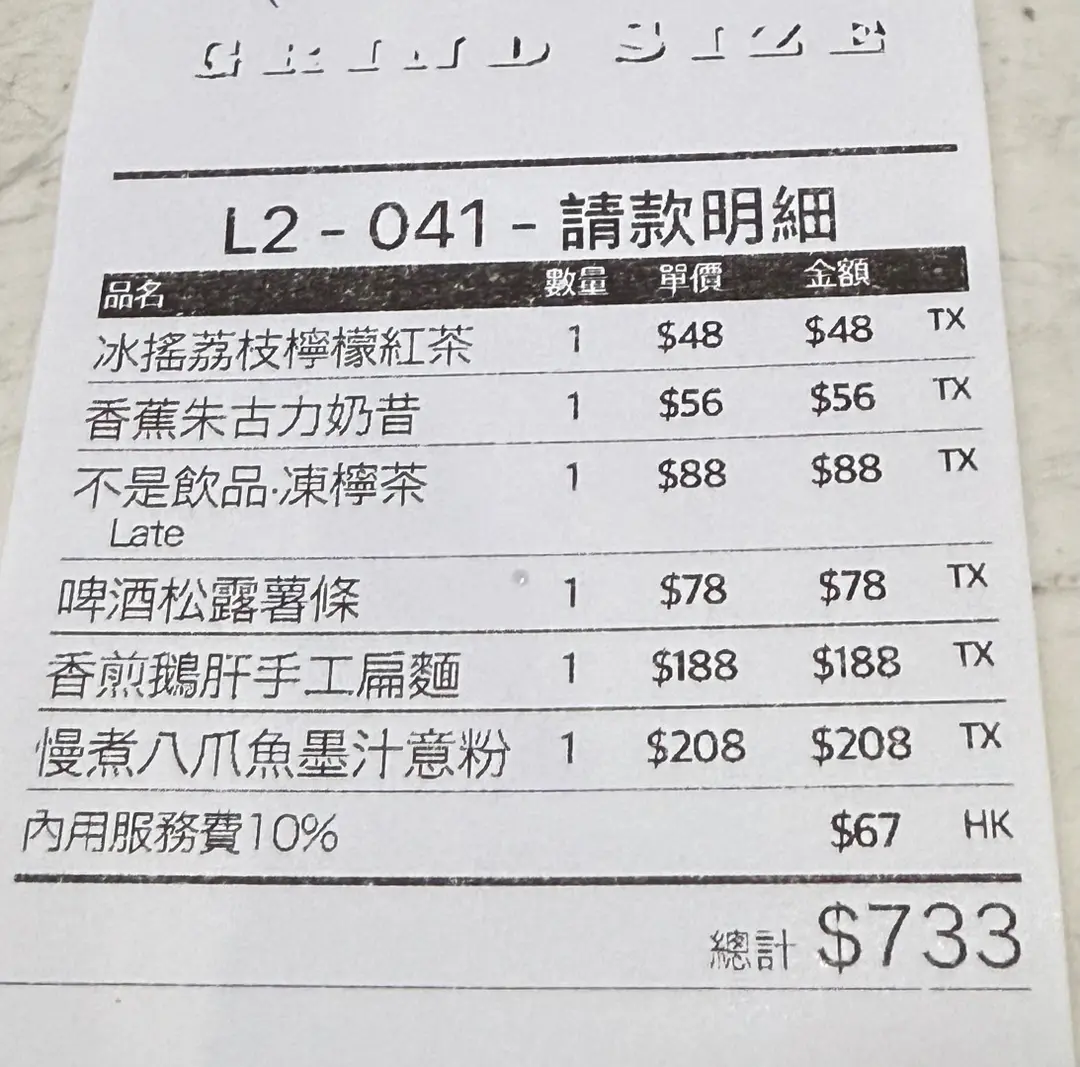 GRIND SIZE
L2 - 041 - 請款明細
品名 數量 單價 金額
冰搖荔枝檸檬紅茶 1 $48 $48 TX
香蕉朱古力奶昔 1 $56 $56 TX
不是飲品.凍檸茶 1 $88 $88 TX
Late
啤酒松露薯條 1 $78 $78 TX
香煎鵝肝手工扁麵 1 $188 $188 TX
慢煮八爪魚墨汁意粉 1 $208 $208 TX
內用服務費10% $67 HK
總計 $733